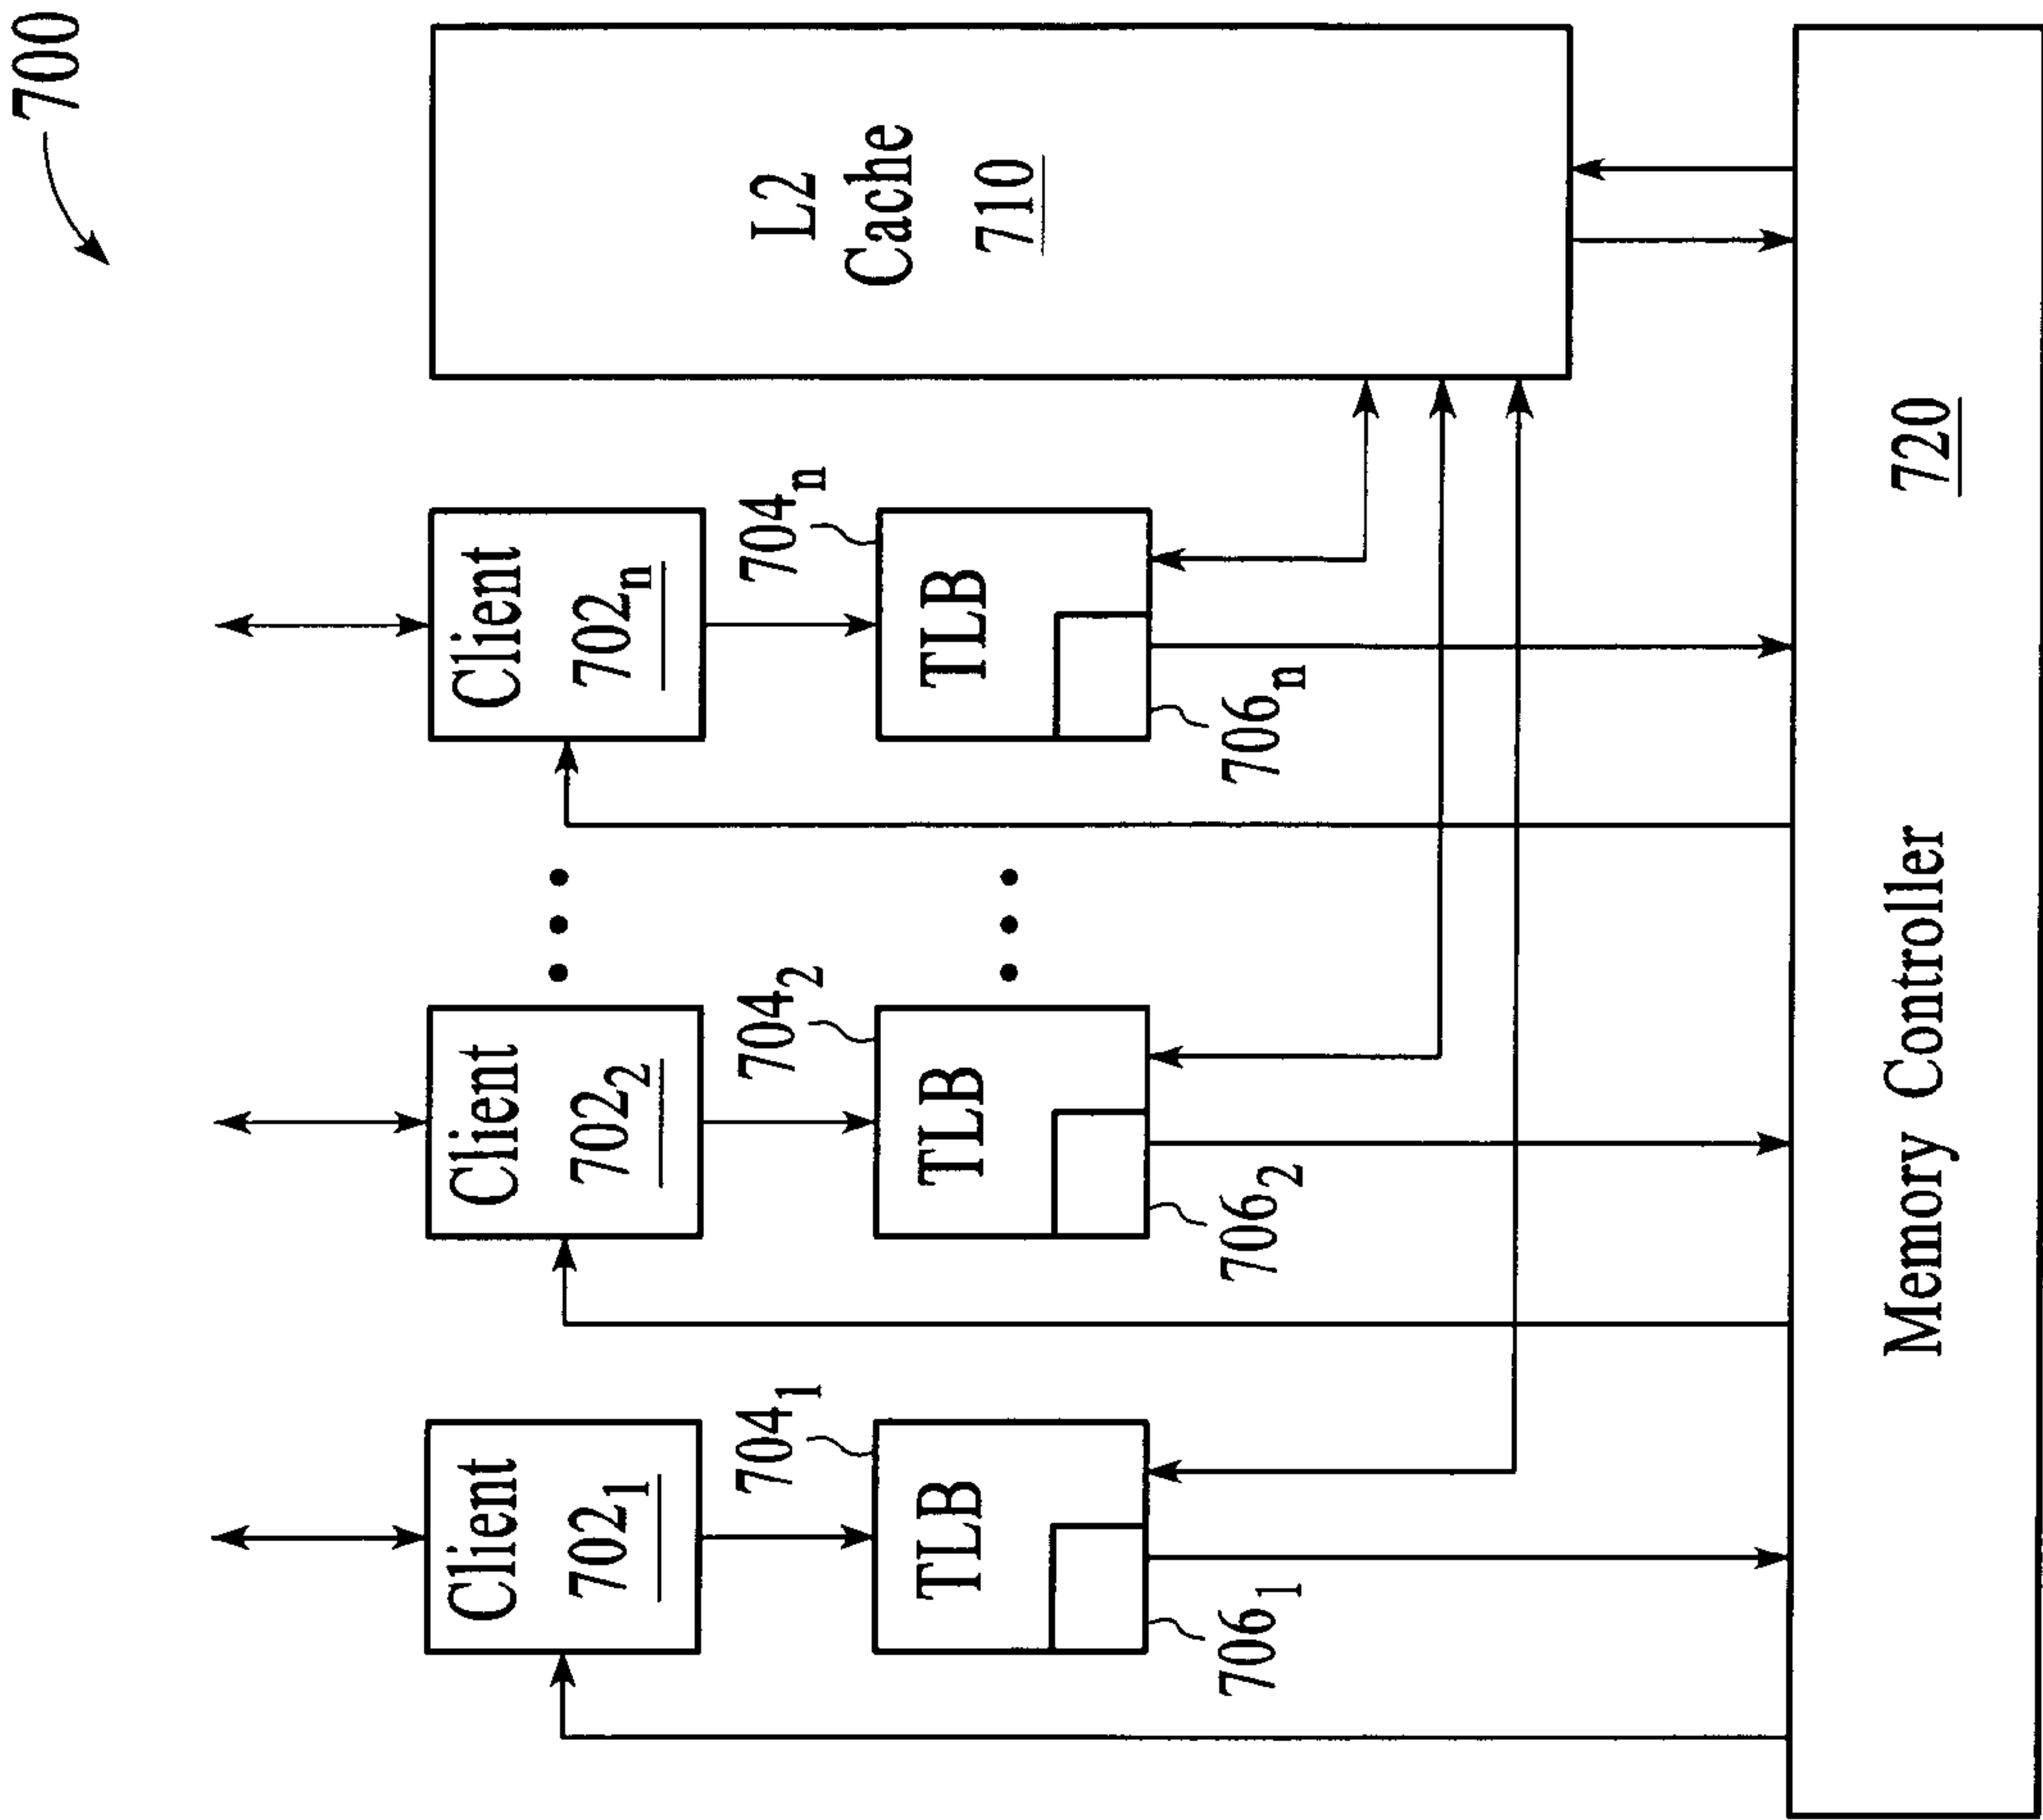 700
Client
702₁
Client
702₂
Client
702ₙ
L2
Cache
710
704₁
704₂
704ₙ
TLB
TLB
TLB
706₁
706₂
706ₙ
Memory Controller
720